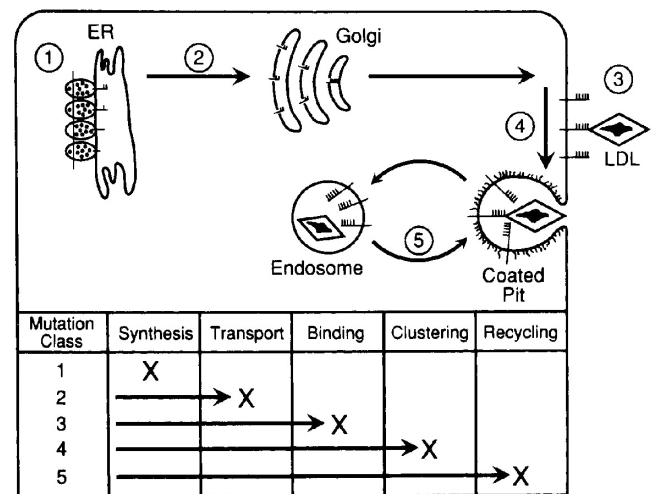 ER
1
2
Golgi
3
4
LDL
5
Endosome
Coated
Pit
Mutation
Class
Synthesis
Transport
Binding
Clustering
Recycling
1 X
2 X
3 X
4 X
5 X